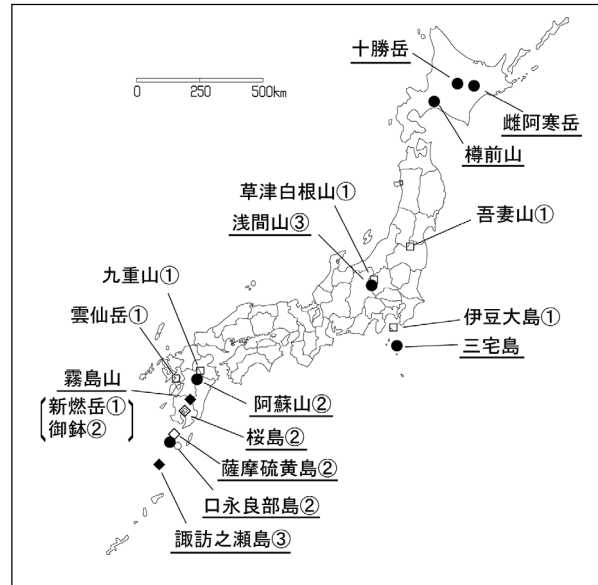 十勝岳
0 250 500km
雌阿寒岳
樽前山
草津白根山①
吾妻山①
浅間山③
九重山①
雲仙岳①
伊豆大島①
三宅島
霧島山
新燃岳①
御鉢②
阿蘇山②
桜島②
薩摩硫黄島②
口永良部島②
諏訪之瀬島③